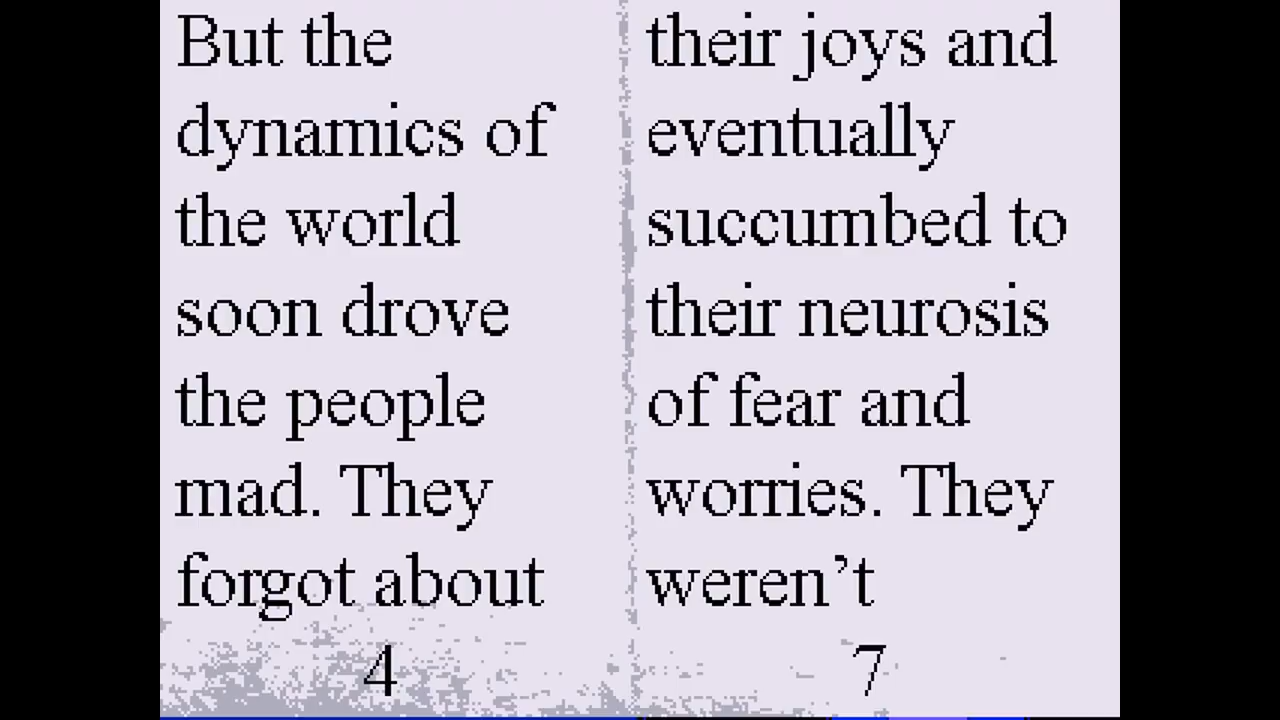 But the
dynamics of
the world
soon drove
the people
mad. They
forgot about
4
their joys and
eventually
succumbed to
their neurosis
of fear and
worries. They
weren’t
7